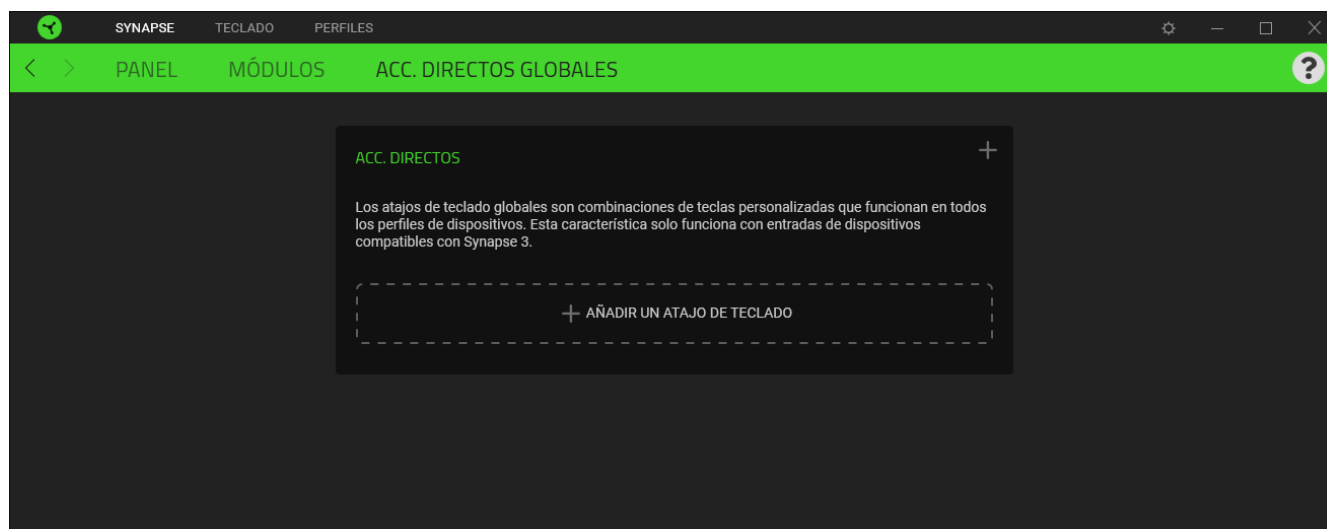 SYNAPSE TECLADO PERFILES
PANEL MÓDULOS ACC. DIRECTOS GLOBALES ?
ACC. DIRECTOS
Los atajos de teclado globales son combinaciones de teclas personalizadas que funcionan en todos
los perfiles de dispositivos. Esta característica solo funciona con entradas de dispositivos
compatibles con Synapse 3.
AÑADIR UN ATAJO DE TECLADO